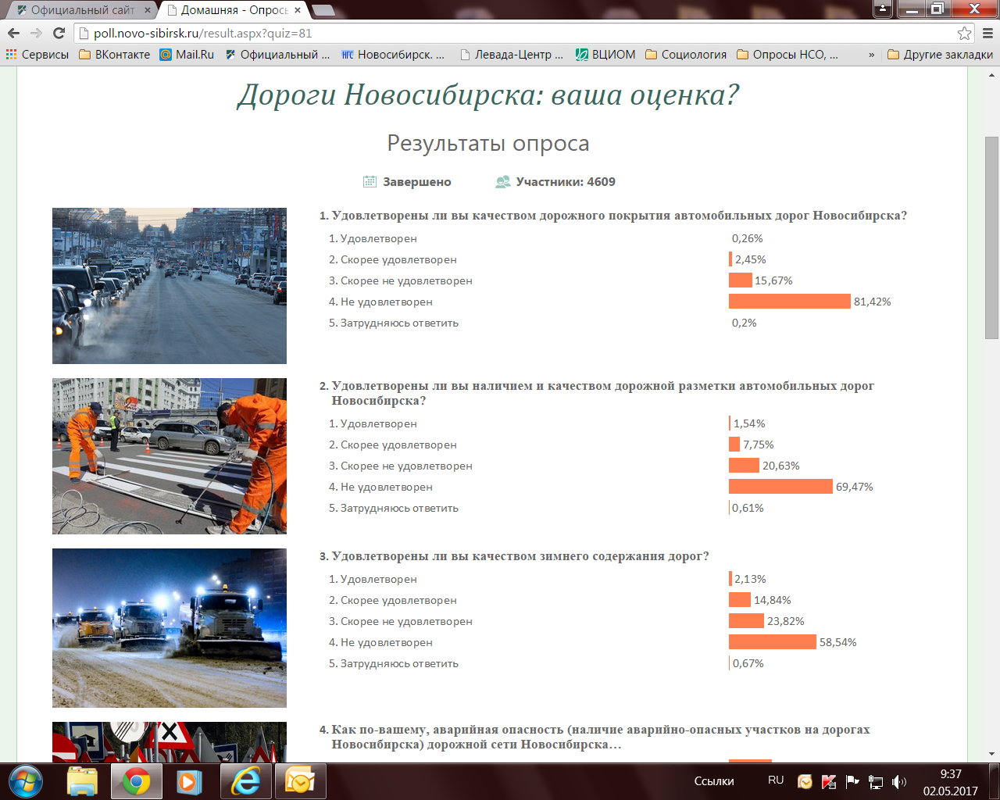 Официальный сайт
Домашняя - Опрось
poll.novo-sibirsk.ru/result.aspx?quiz=81
Сервисы ВКонтакте Mail.Ru Официальный ... НГС Новосибирск. ... Левада-Центр ... ВЦИОМ Социология Опросы НСО, ... » Другие закладки
Дороги Новосибирска: ваша оценка?
Результаты опроса
Завершено Участники: 4609
1. Удовлетворены ли вы качеством дорожного покрытия автомобильных дорог Новосибирска?
1. Удовлетворен 0,26%
2. Скорее удовлетворен 2,45%
3. Скорее не удовлетворен 15,67%
4. Не удовлетворен 81,42%
5. Затрудняюсь ответить 0,2%
2. Удовлетворены ли вы наличием и качеством дорожной разметки автомобильных дорог
Новосибирска?
1. Удовлетворен 1,54%
2. Скорее удовлетворен 7,75%
3. Скорее не удовлетворен 20,63%
4. Не удовлетворен 69,47%
5. Затрудняюсь ответить 0,61%
3. Удовлетворены ли вы качеством зимнего содержания дорог?
1. Удовлетворен 2,13%
2. Скорее удовлетворен 14,84%
3. Скорее не удовлетворен 23,82%
4. Не удовлетворен 58,54%
5. Затрудняюсь ответить 0,67%
4. Как по-вашему, аварийная опасность (наличие аварийно-опасных участков на дорогах
Новосибирска) дорожной сети Новосибирска...
Ссылки RU 9:37
02.05.2017